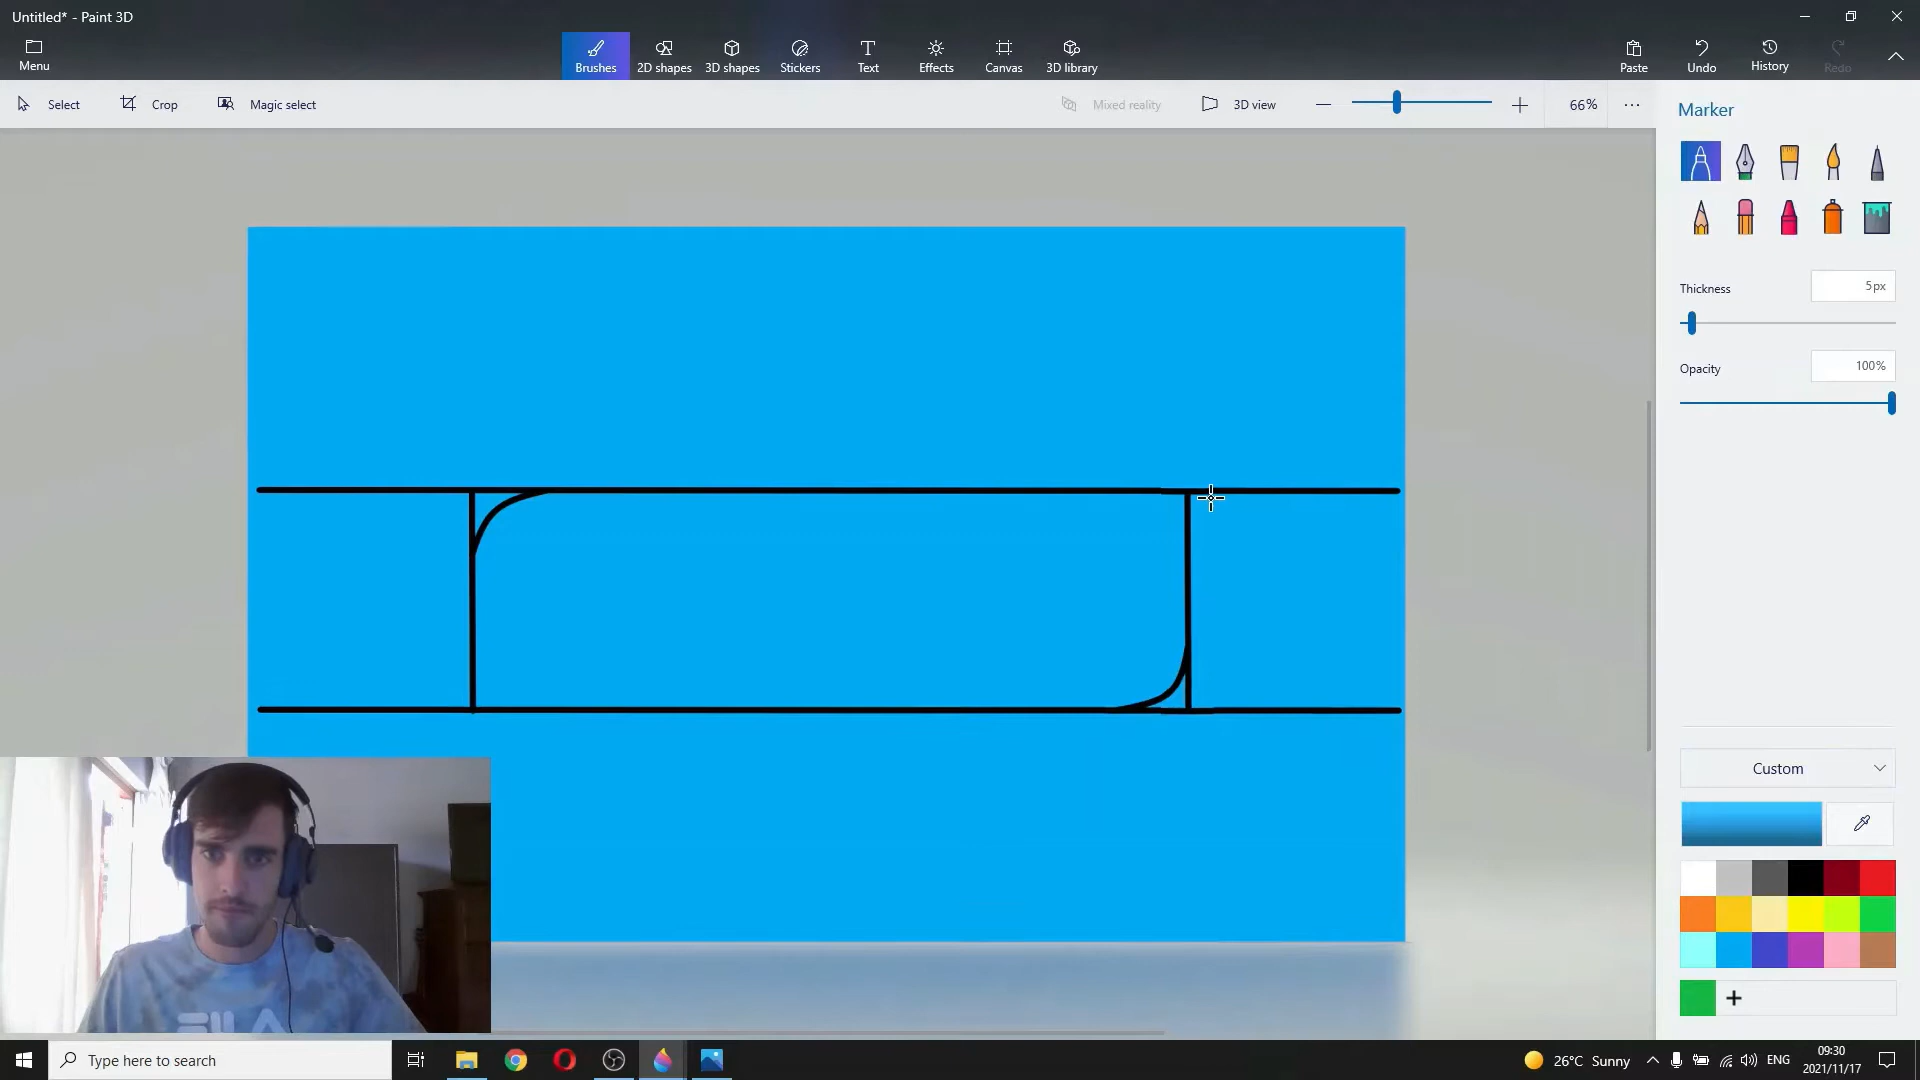 Untitled* - Paint 3D
Menu
Brushes
2D shapes
3D shapes
Stickers
Text
Effects
Canvas
3D library
Paste
Undo
History
Redo
Select
Crop
Magic select
Mixed reality
3D view
66%
Marker
Thickness
5px
Opacity
100%
Custom
FILA
Type here to search
26°C Sunny
ENG
09:30
2021/11/17